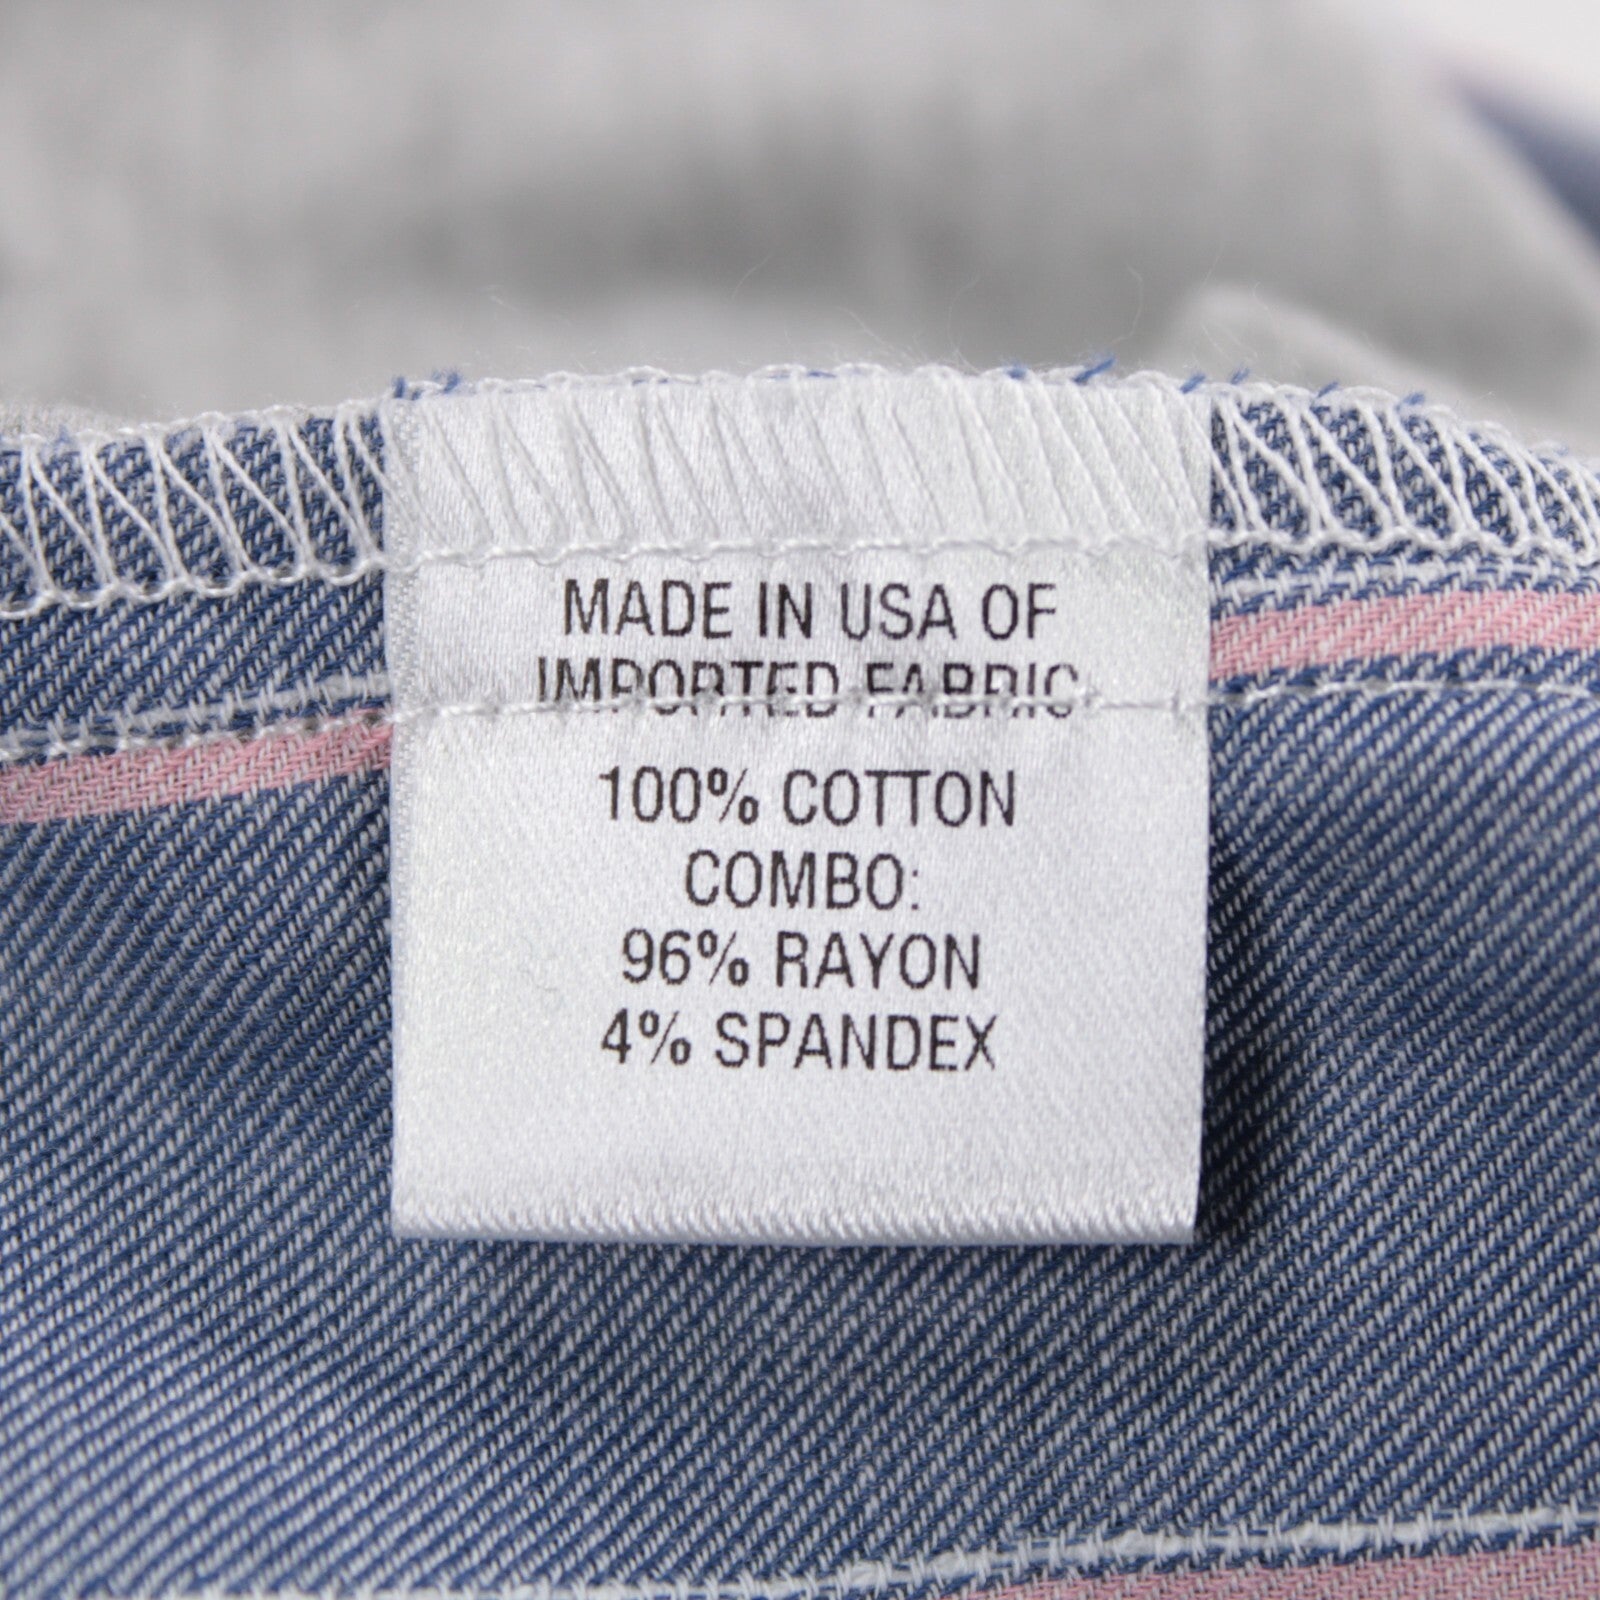 MADE IN USA OF
IMPORTED FABRIC
100% COTTON
COMBO:
96% RAYON
4% SPANDEX